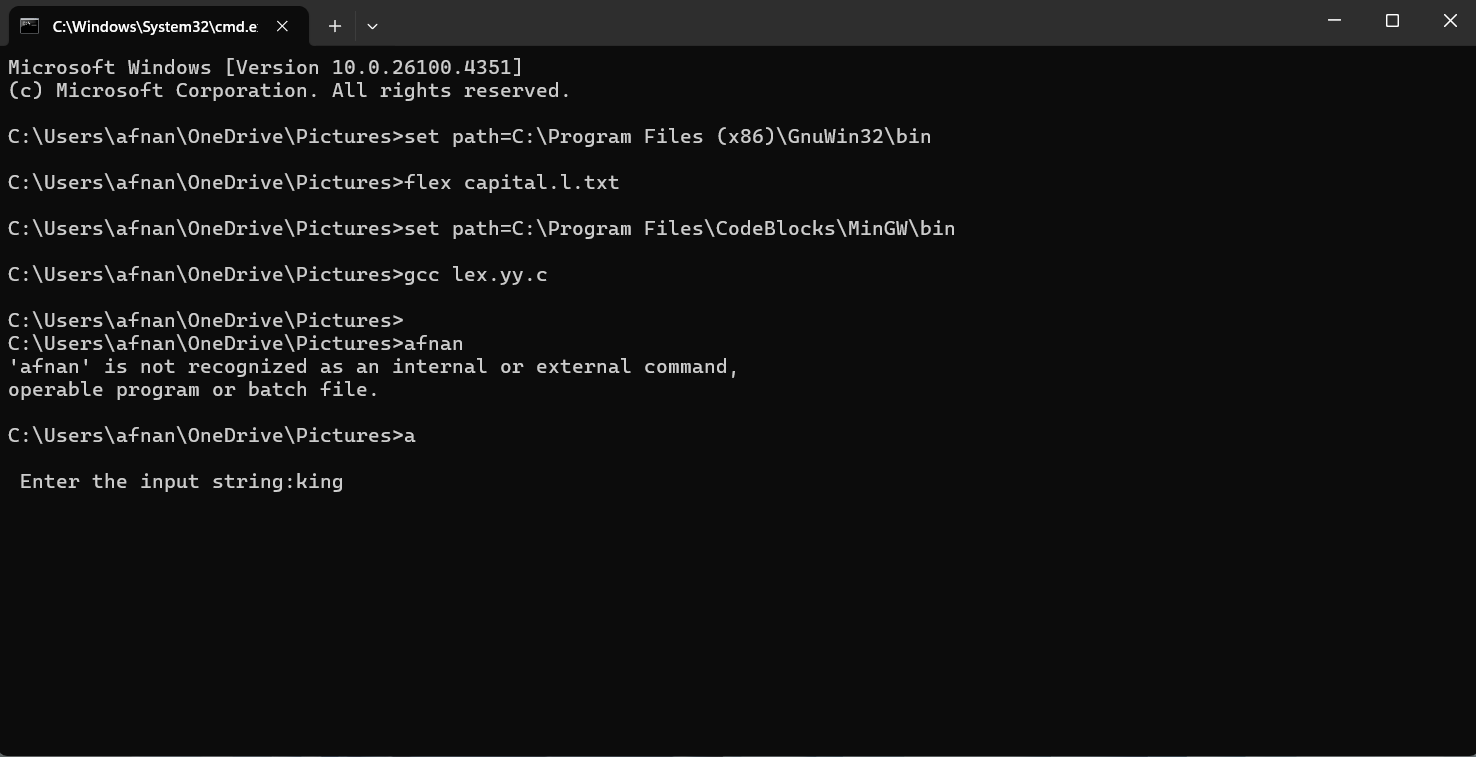 C:\Windows\System32\cmd.e
Microsoft Windows [Version 10.0.26100.4351]
(c) Microsoft Corporation. All rights reserved.
C:\Users\afnan\OneDrive\Pictures>set path=C:\Program Files (x86)\GnuWin32\bin
C:\Users\afnan\OneDrive\Pictures>flex capital.l.txt
C:\Users\afnan\OneDrive\Pictures>set path=C:\Program Files\CodeBlocks\MinGW\bin
C:\Users\afnan\OneDrive\Pictures>gcc lex.yy.c
C:\Users\afnan\OneDrive\Pictures>
C:\Users\afnan\OneDrive\Pictures>afnan
'afnan' is not recognized as an internal or external command,
operable program or batch file.
C:\Users\afnan\OneDrive\Pictures>a
Enter the input string:king